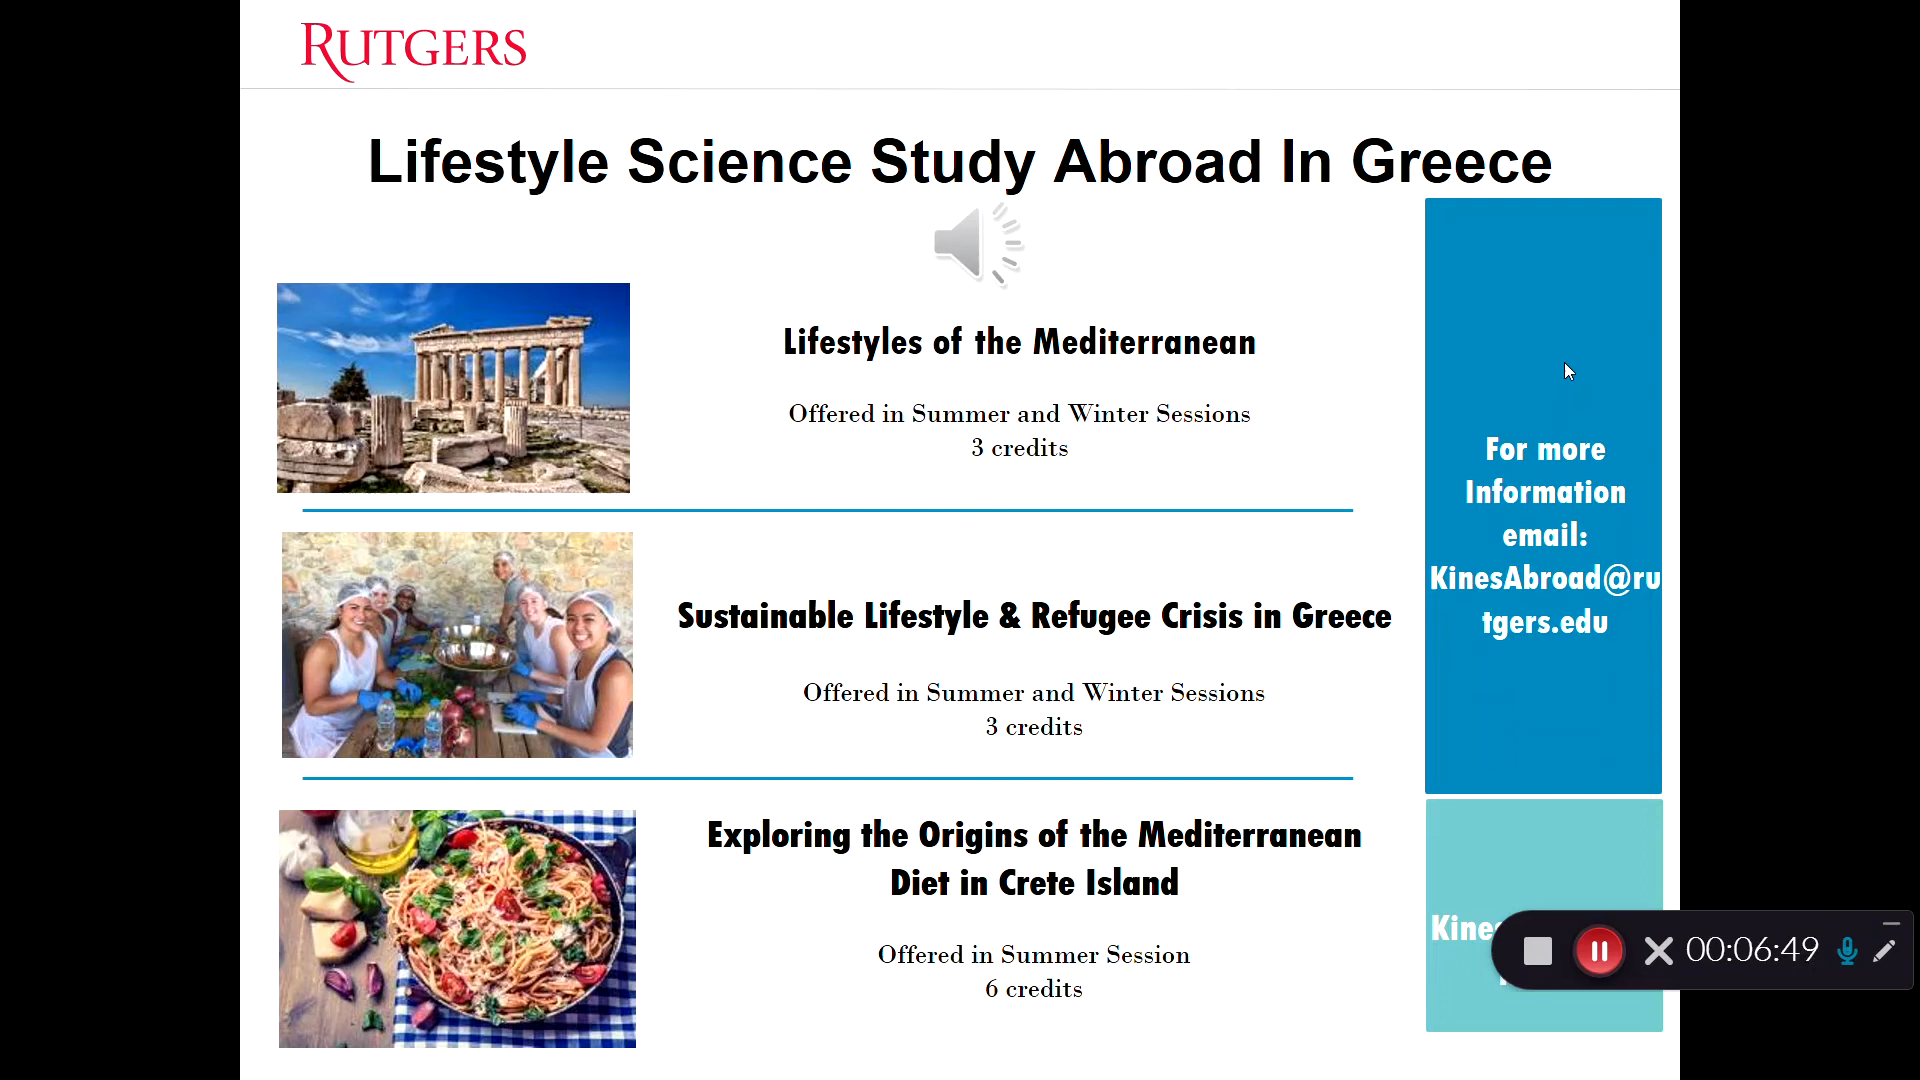 RUTGERS
Lifestyle Science Study Abroad In Greece
Lifestyles of the Mediterranean
Offered in Summer and Winter Sessions
3 credits
Sustainable Lifestyle & Refugee Crisis in Greece
Offered in Summer and Winter Sessions
3 credits
Exploring the Origins of the Mediterranean
Diet in Crete Island
Offered in Summer Session
6 credits
For more
Information
email:
KinesAbroad@ru
tgers.edu
00:06:49